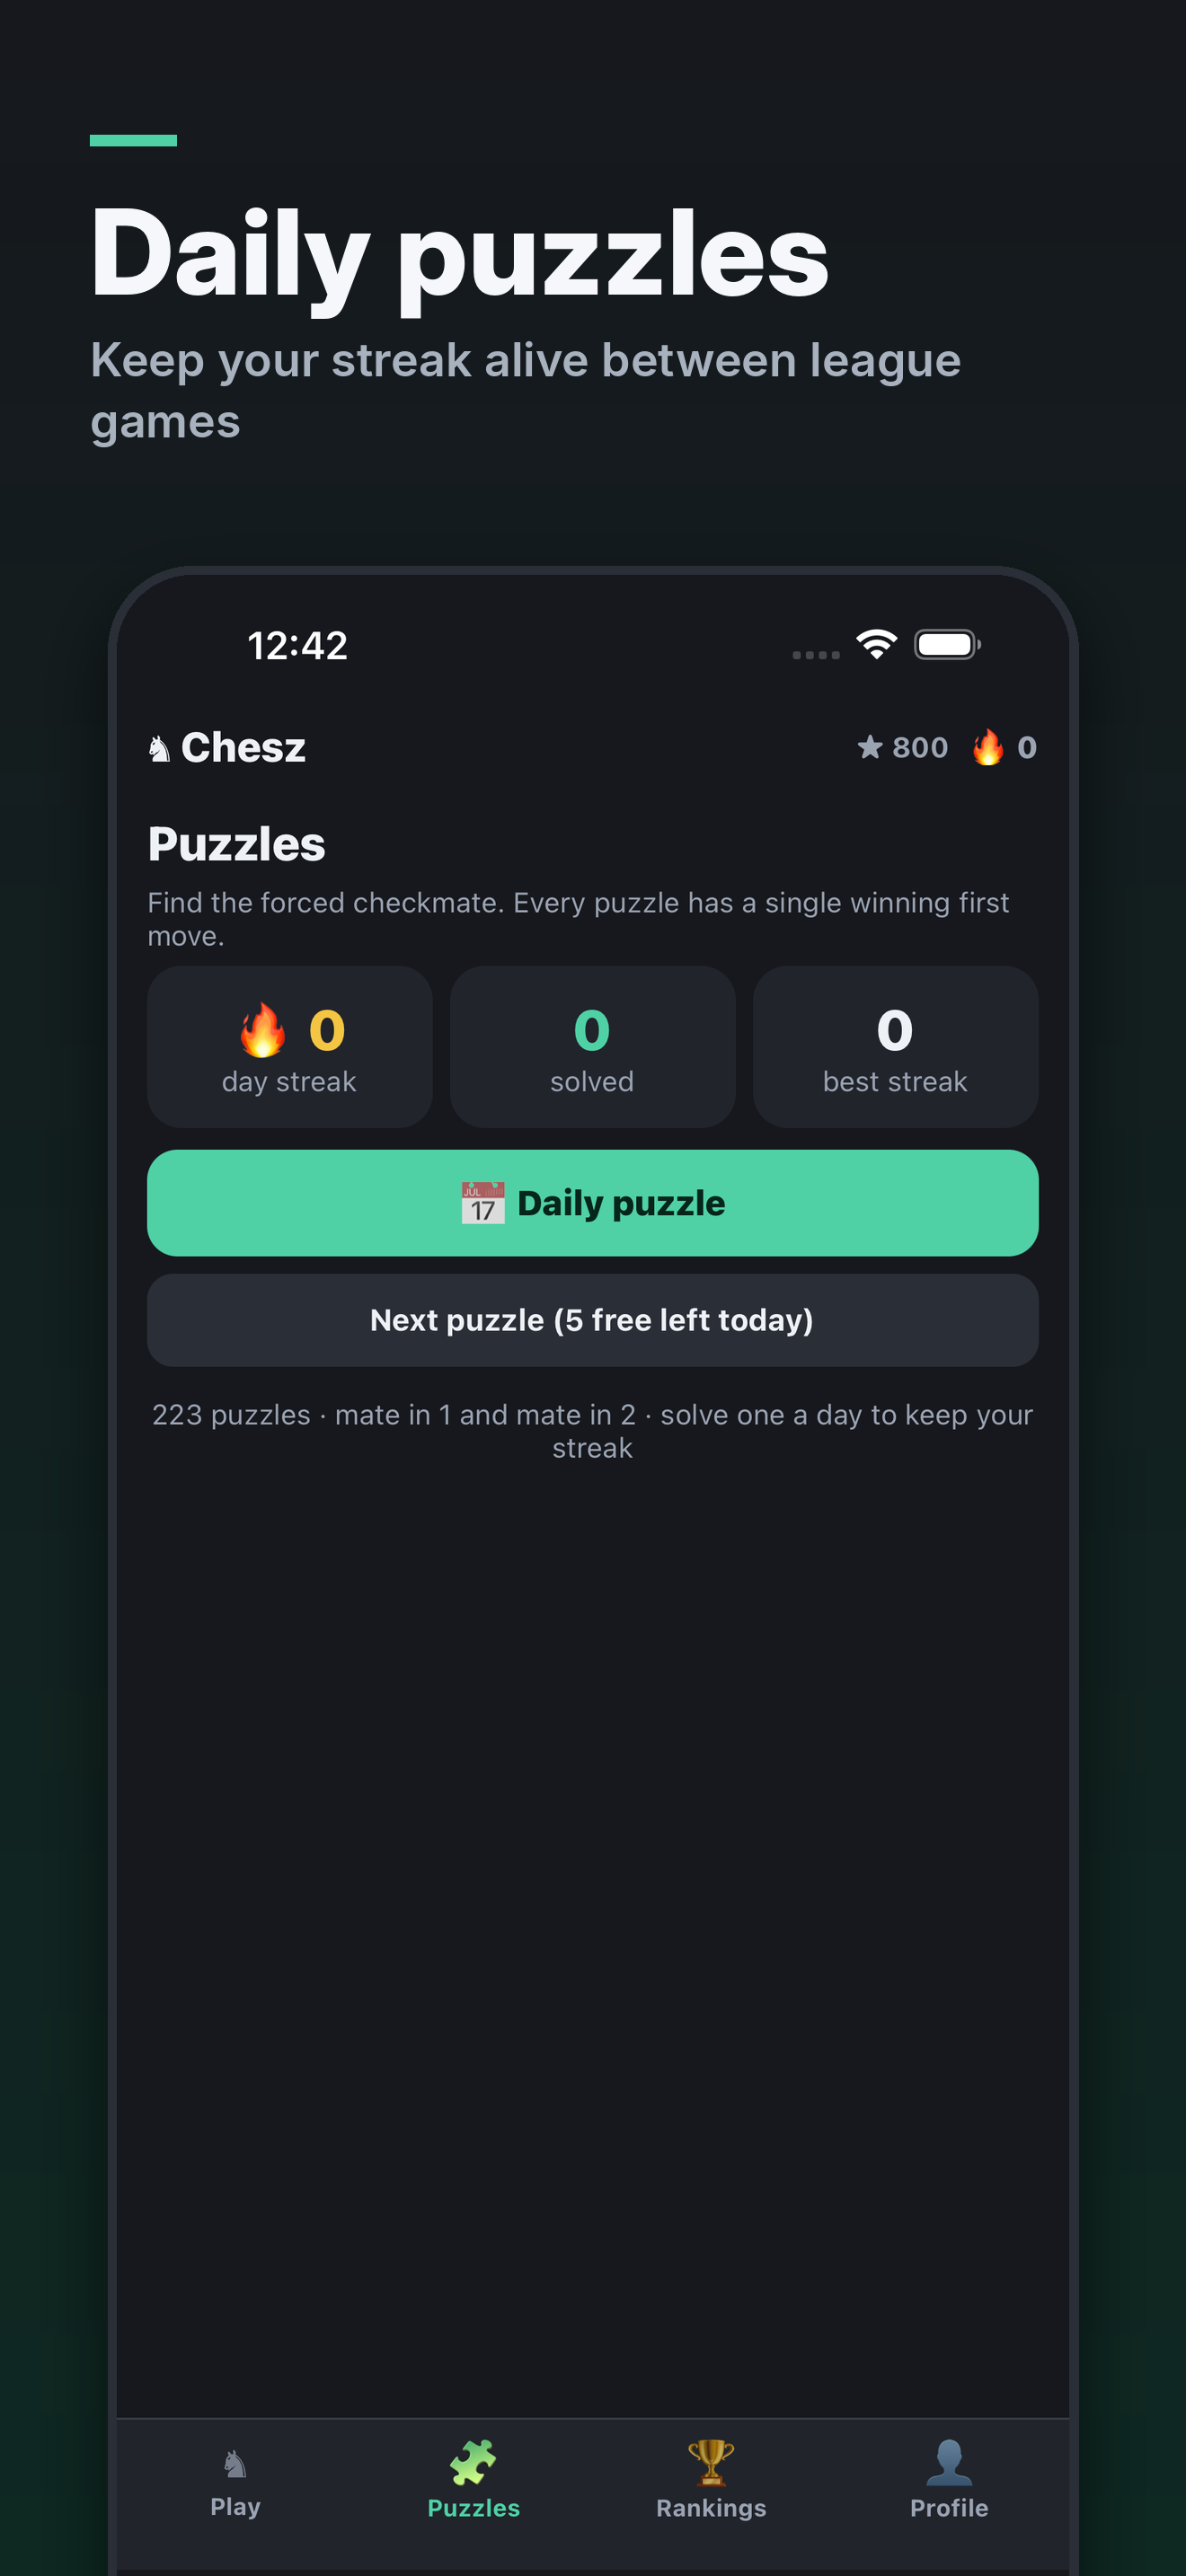 Daily puzzles
Keep your streak alive between league
games
12:42
♞ Chesz
★ 800 🔥 0
Puzzles
Find the forced checkmate. Every puzzle has a single winning first
move.
🔥 0
day streak
0
solved
0
best streak
JUL
17
Daily puzzle
Next puzzle (5 free left today)
223 puzzles · mate in 1 and mate in 2 · solve one a day to keep your
streak
Play
Puzzles
Rankings
Profile